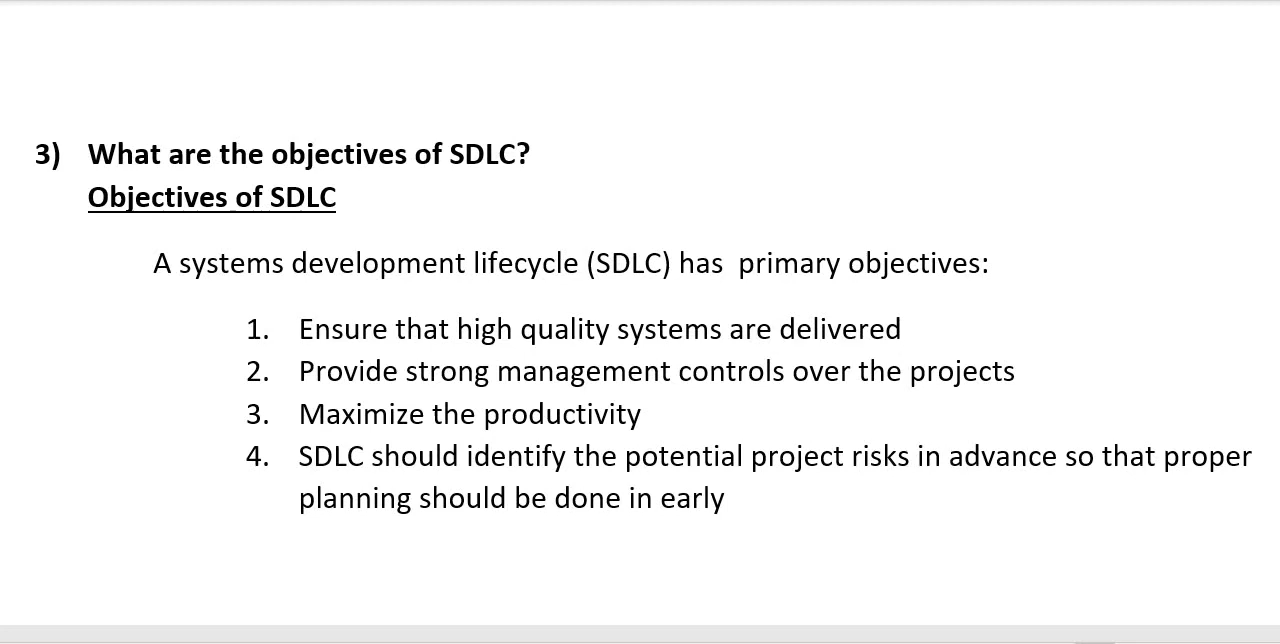 3) What are the objectives of SDLC?
Objectives of SDLC
A systems development lifecycle (SDLC) has  primary objectives:
1. Ensure that high quality systems are delivered
2. Provide strong management controls over the projects
3. Maximize the productivity
4. SDLC should identify the potential project risks in advance so that proper
planning should be done in early